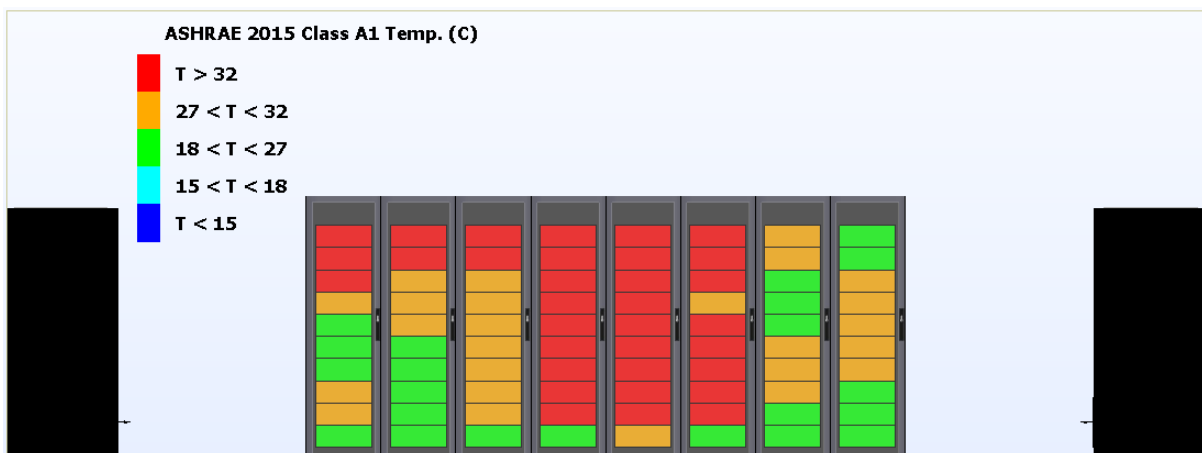 ASHRAE 2015 Class A1 Temp. (C)
T > 32
27 < T < 32
18 < T < 27
15 < T < 18
T < 15